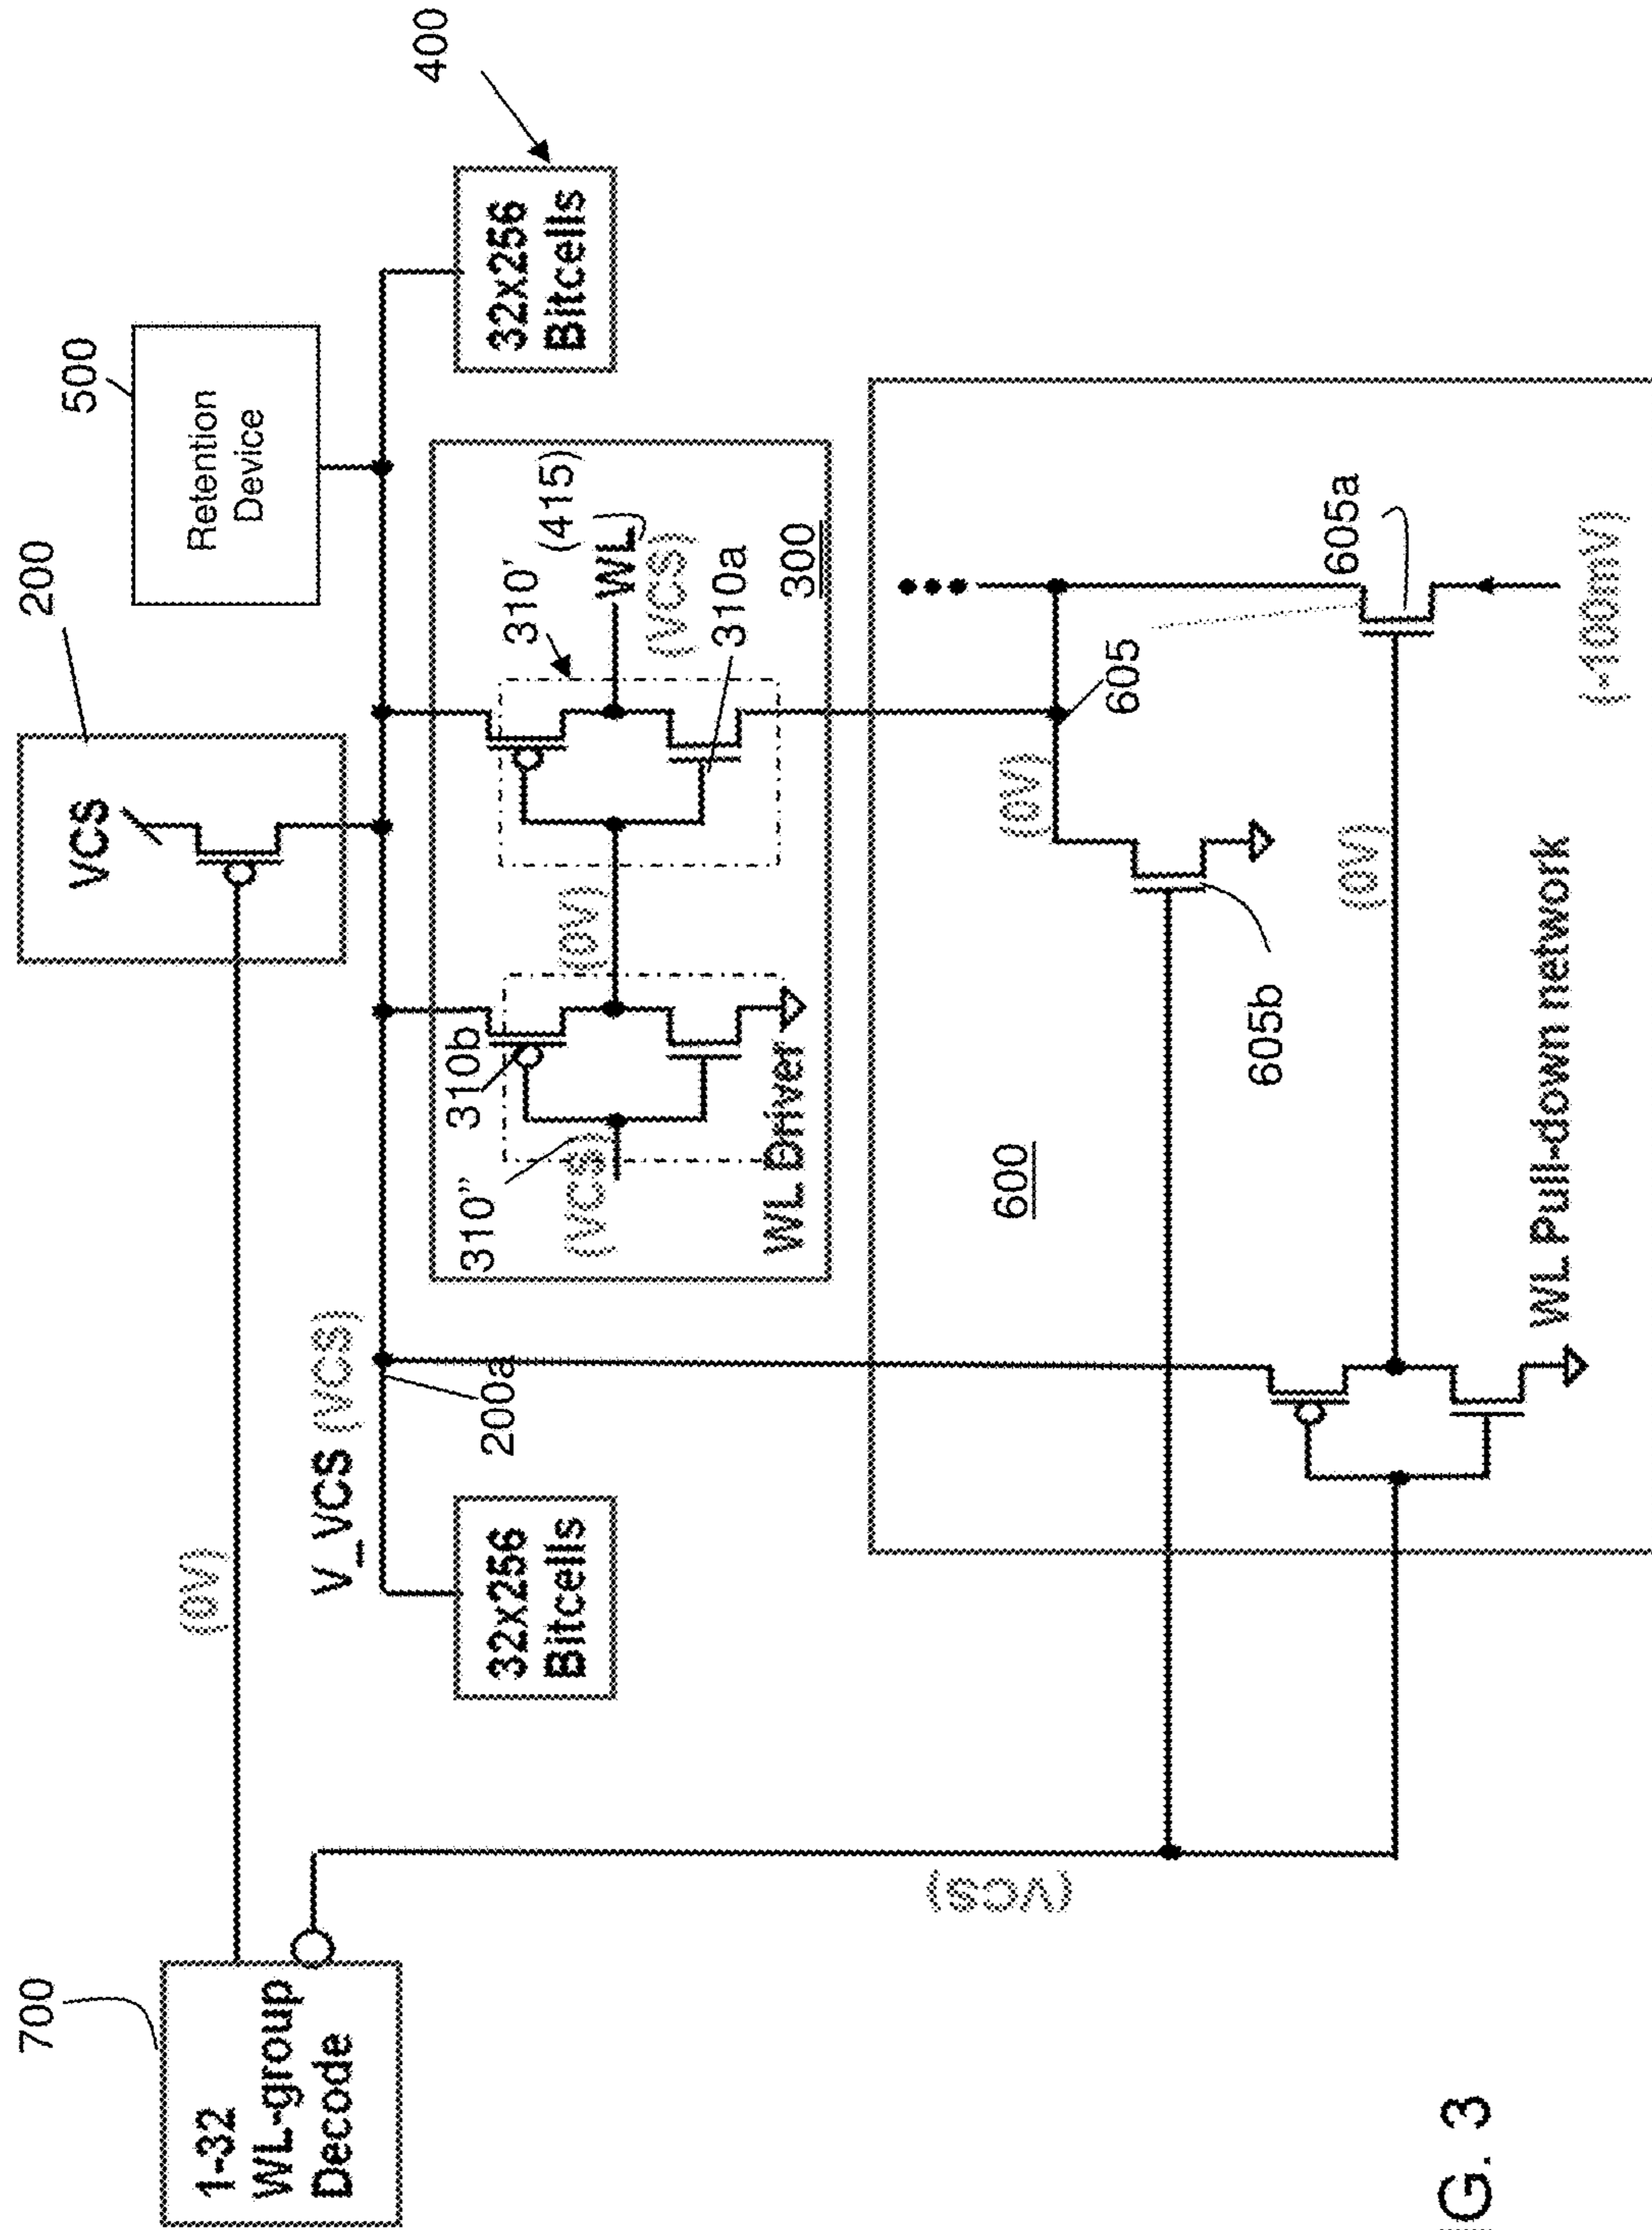 700
1-32
WL-group
Decode
(0V)
V_VCS (VCS)
200a
32x256
Bitcells
200
VCS
500
Retention
Device
400
32x256
Bitcells
310b
310”
(VCS)
WL Driver
(0V)
310'
(415)
WL
(VCS)
310a
300
(VCS)
600
(0V)
605
605b
(0V)
605a
(-100mV)
WL Pull-down network
G. 3